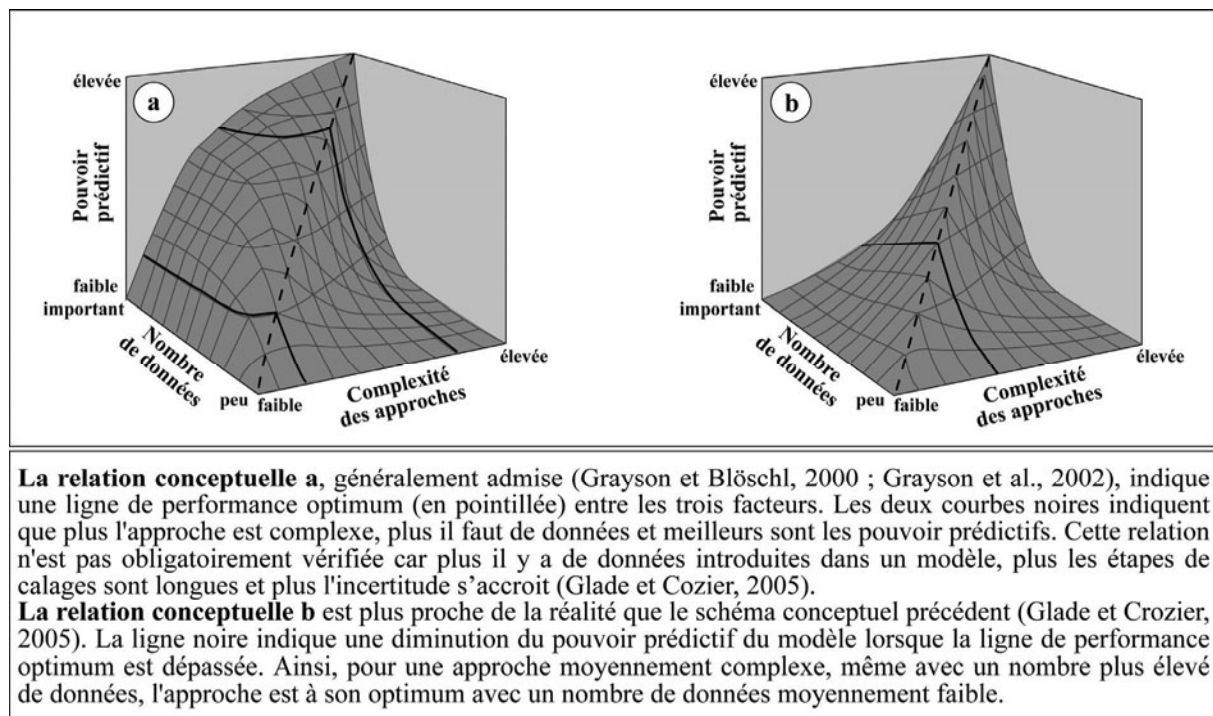 élevée
a
Pouvoir
prédictif
faible
important
Nombre
de données
peu
faible
Complexité
des approches
élevée
élevée
b
Pouvoir
prédictif
faible
important
Nombre
de données
peu
faible
Complexité
des approches
élevée
La relation conceptuelle a, généralement admise (Grayson et Blöschl, 2000 ; Grayson et al., 2002), indique
une ligne de performance optimum (en pointillée) entre les trois facteurs. Les deux courbes noires indiquent
que plus l'approche est complexe, plus il faut de données et meilleurs sont les pouvoir prédictifs. Cette relation
n'est pas obligatoirement vérifiée car plus il y a de données introduites dans un modèle, plus les étapes de
calages sont longues et plus l'incertitude s’accroit (Glade et Cozier, 2005).
La relation conceptuelle b est plus proche de la réalité que le schéma conceptuel précédent (Glade et Crozier,
2005). La ligne noire indique une diminution du pouvoir prédictif du modèle lorsque la ligne de performance
optimum est dépassée. Ainsi, pour une approche moyennement complexe, même avec un nombre plus élevé
de données, l'approche est à son optimum avec un nombre de données moyennement faible.